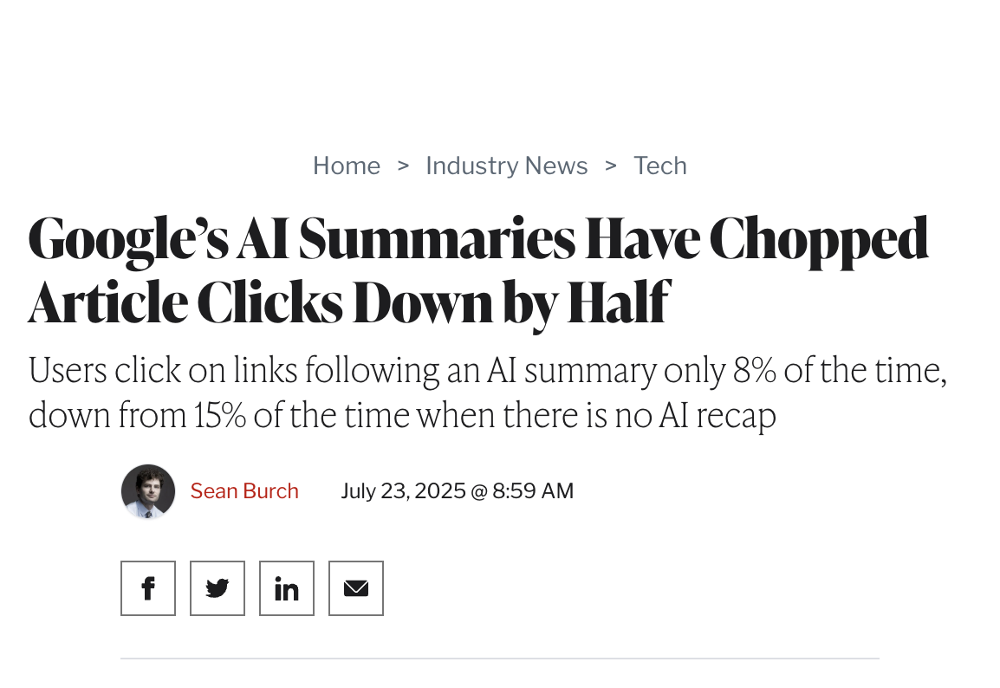 Home > Industry News > Tech
Google’s AI Summaries Have Chopped
Article Clicks Down by Half
Users click on links following an AI summary only 8% of the time,
down from 15% of the time when there is no AI recap
Sean Burch July 23, 2025 @ 8:59 AM